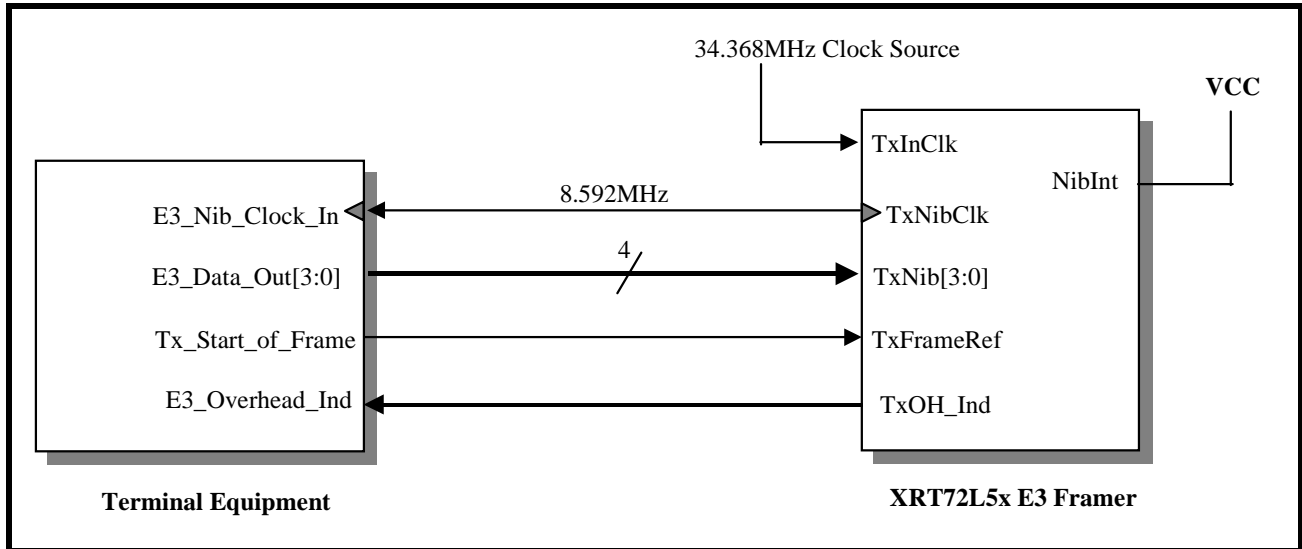 34.368MHz Clock Source
VCC
TxInClk
NibInt
8.592MHz
E3_Nib_Clock_In
TxNibClk
4
E3_Data_Out[3:0]
TxNib[3:0]
Tx_Start_of_Frame
TxFrameRef
E3_Overhead_Ind
TxOH_Ind
Terminal Equipment
XRT72L5x E3 Framer